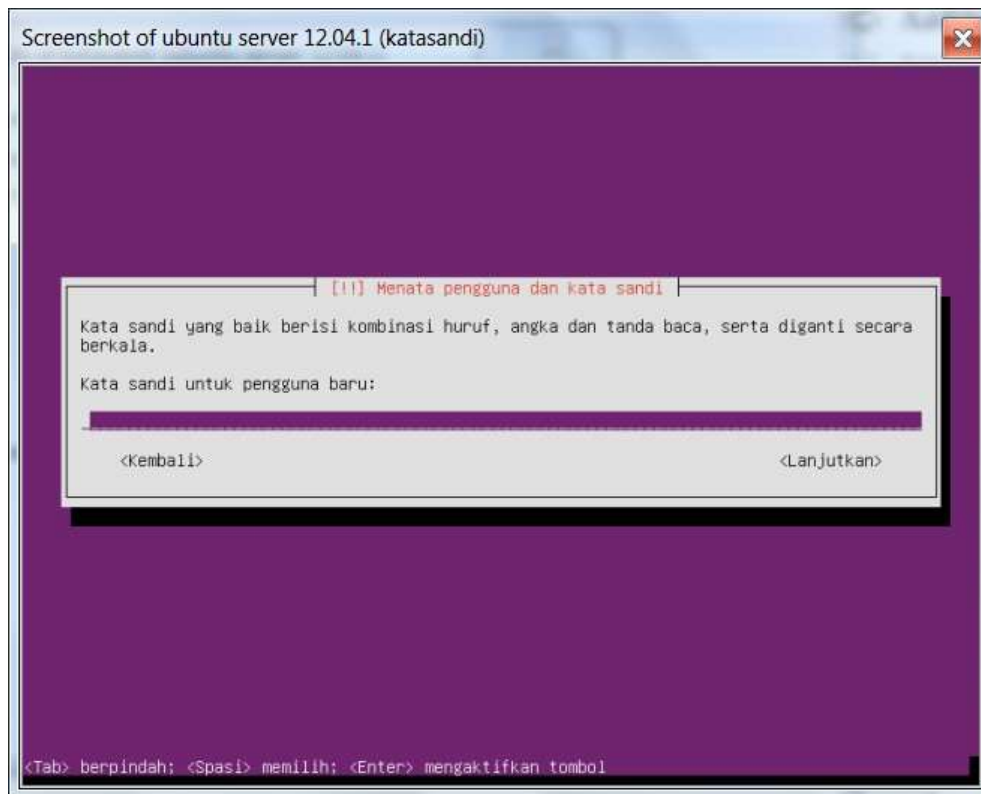 Screenshot of ubuntu server 12.04.1 (katasandi)
[!!] Menata pengguna dan kata sandi
Kata sandi yang baik berisi kombinasi huruf, angka dan tanda baca, serta diganti secara
berkala.
Kata sandi untuk pengguna baru:
<Kembali> <Lanjutkan>
<Tab> berpindah; <Spasi> memilih; <Enter> mengaktifkan tombol